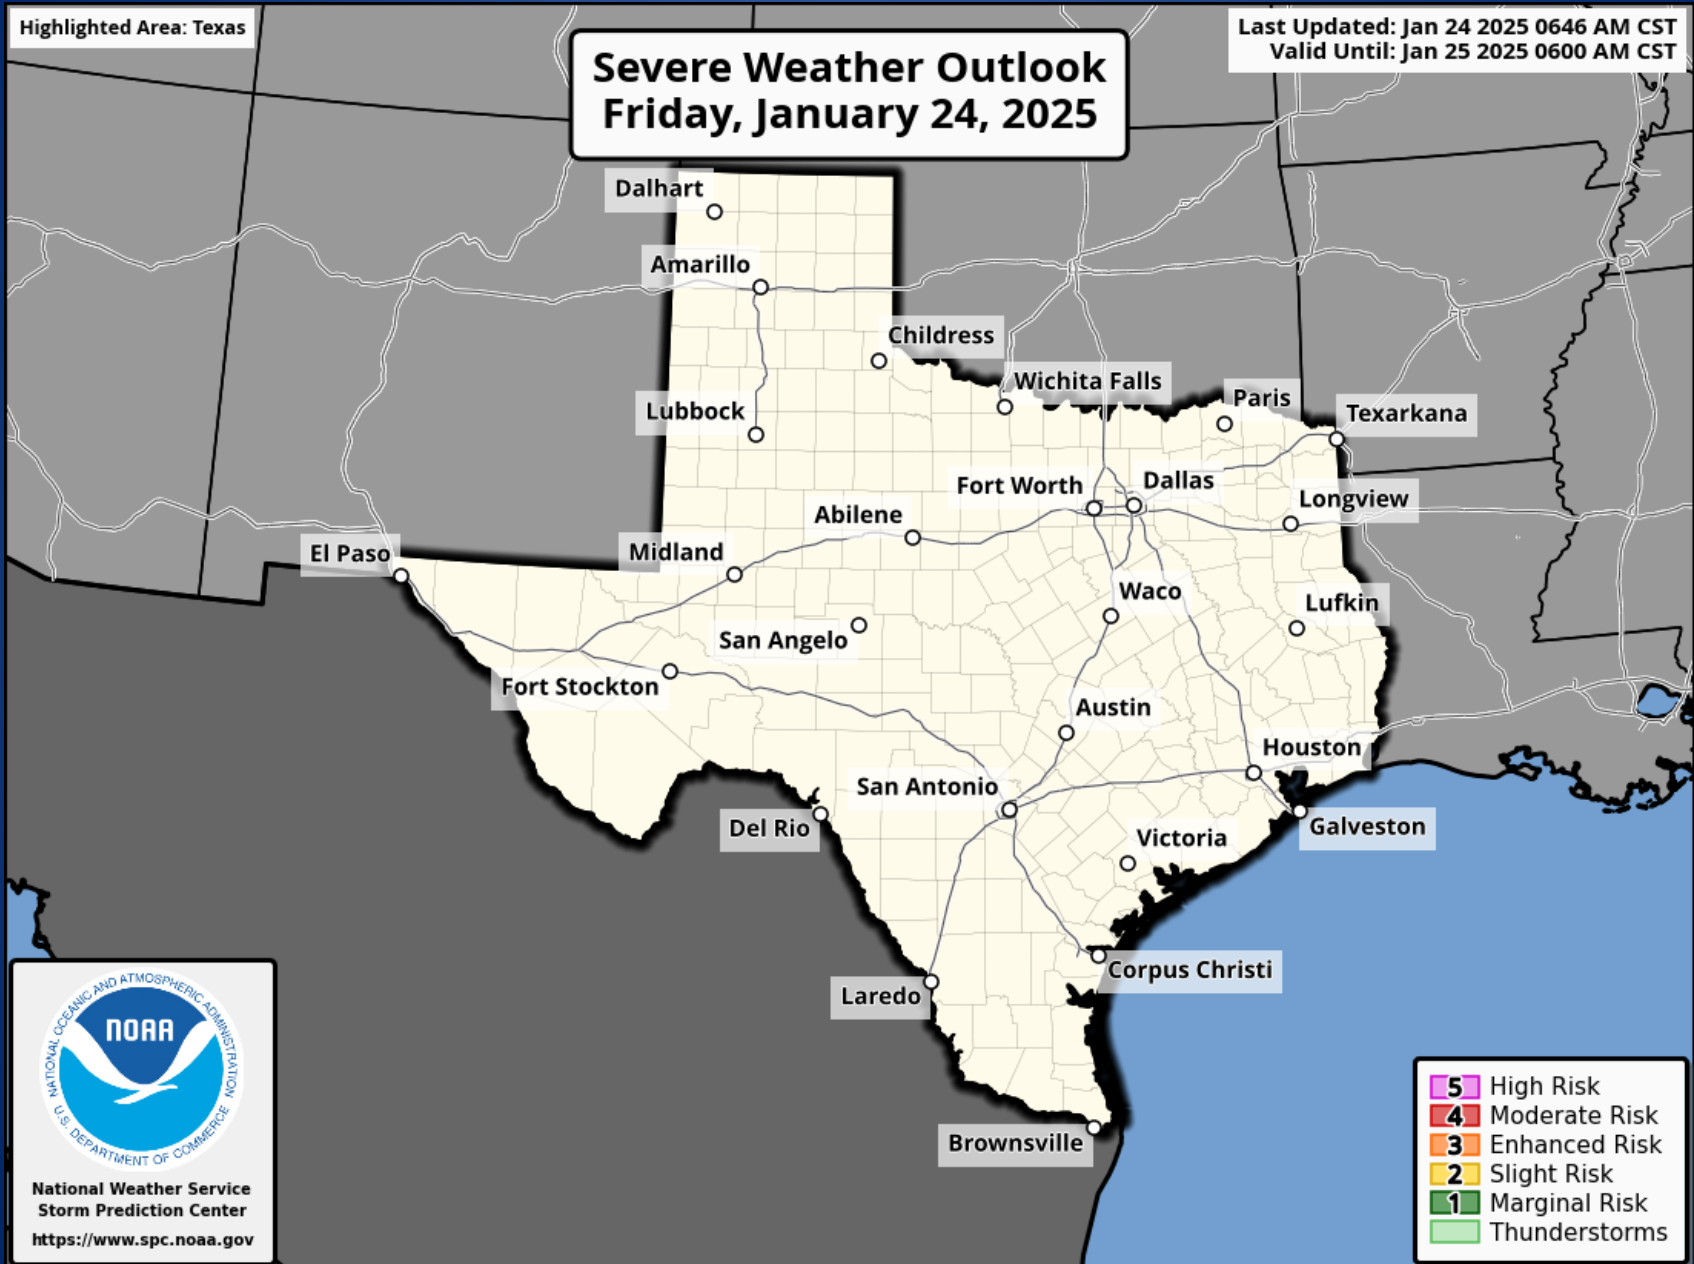 Highlighted Area: Texas
Last Updated: Jan 24 2025 0646 AM CST
Valid Until: Jan 25 2025 0600 AM CST
Severe Weather Outlook
Friday, January 24, 2025
Dalhart
Amarillo
Childress
Wichita Falls
Paris
Texarkana
Lubbock
Fort Worth
Dallas
Longview
Abilene
El Paso
Midland
Waco
Lufkin
San Angelo
Fort Stockton
Austin
Houston
San Antonio
Del Rio
Galveston
Victoria
Corpus Christi
Laredo
Brownsville
NATIONAL OCEANIC AND ATMOSPHERIC ADMINISTRATION
NOAA
U.S. DEPARTMENT OF COMMERCE
National Weather Service
Storm Prediction Center
https://www.spc.noaa.gov
5 High Risk
4 Moderate Risk
3 Enhanced Risk
2 Slight Risk
1 Marginal Risk
Thunderstorms